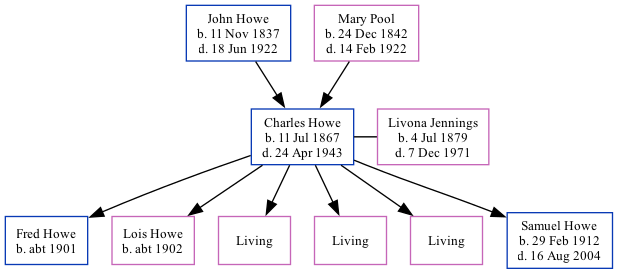 John Howe
b. 11 Nov 1837
d. 18 Jun 1922
Mary Pool
b. 24 Dec 1842
d. 14 Feb 1922
Charles Howe
b. 11 Jul 1867
d. 24 Apr 1943
Livona Jennings
b. 4 Jul 1879
d. 7 Dec 1971
Fred Howe
b. abt 1901
Lois Howe
b. abt 1902
Living
Living
Living
Samuel Howe
b. 29 Feb 1912
d. 16 Aug 2004